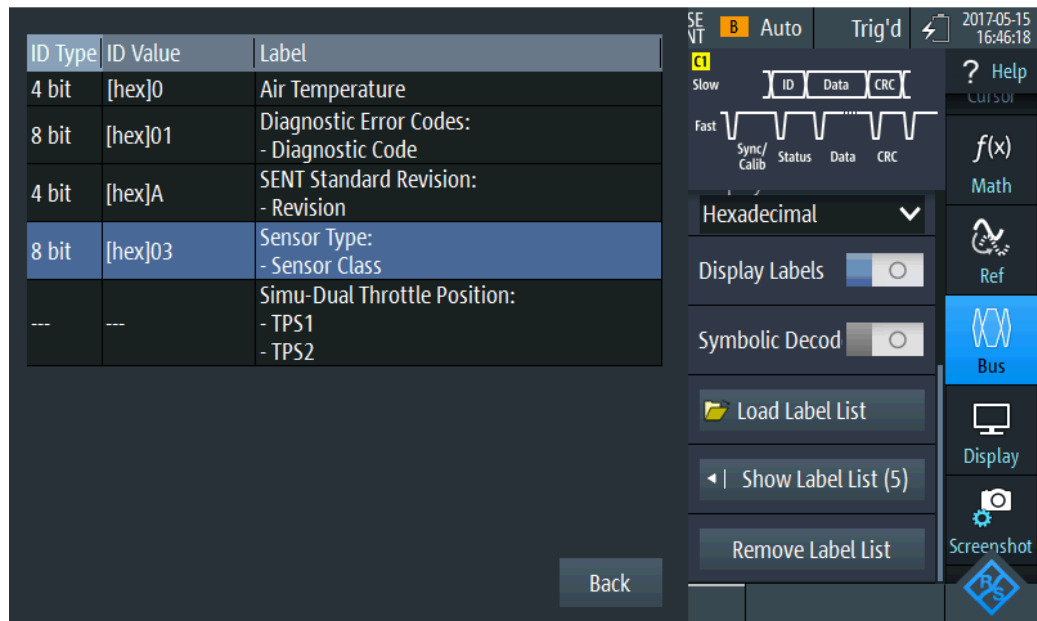 ID Type ID Value Label
4 bit [hex]0 Air Temperature
8 bit [hex]01 Diagnostic Error Codes:
- Diagnostic Code
4 bit [hex]A SENT Standard Revision:
- Revision
8 bit [hex]03 Sensor Type:
- Sensor Class
--- --- Simu-Dual Throttle Position:
- TPS1
- TPS2
Back
SE
NT B Auto Trig'd 2017-05-15
16:46:18
C1
Slow ID Data CRC
Fast
Sync/
Calib Status Data CRC
Hexadecimal
Display Labels
Symbolic Decod
Load Label List
Show Label List (5)
Remove Label List
? Help
Cursor
f(x)
Math
Ref
Bus
Display
Screenshot
R S